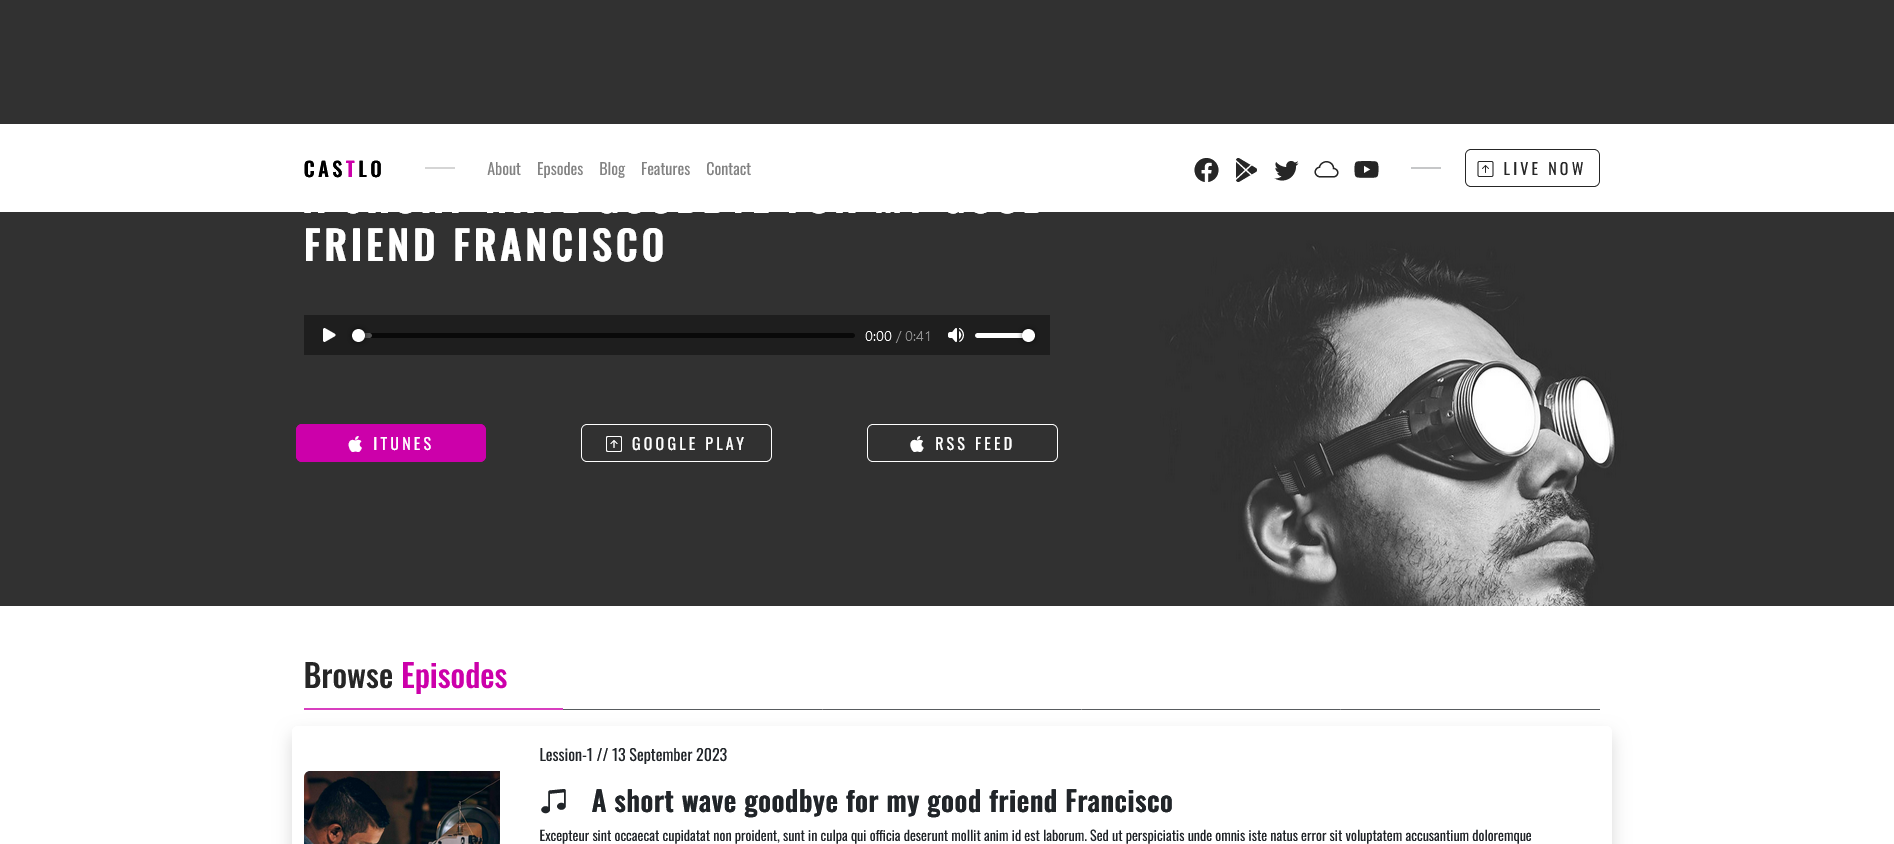 CASTLO
About Epsodes Blog Features Contact
LIVE NOW
FRIEND FRANCISCO
0:00 / 0:41
ITUNES
GOOGLE PLAY
RSS FEED
Browse Episodes
Lession-1 // 13 September 2023
A short wave goodbye for my good friend Francisco
Excepteur sint occaecat cupidatat non proident, sunt in culpa qui officia deserunt mollit anim id est laborum. Sed ut perspiciatis unde omnis iste natus error sit voluptatem accusantium doloremque